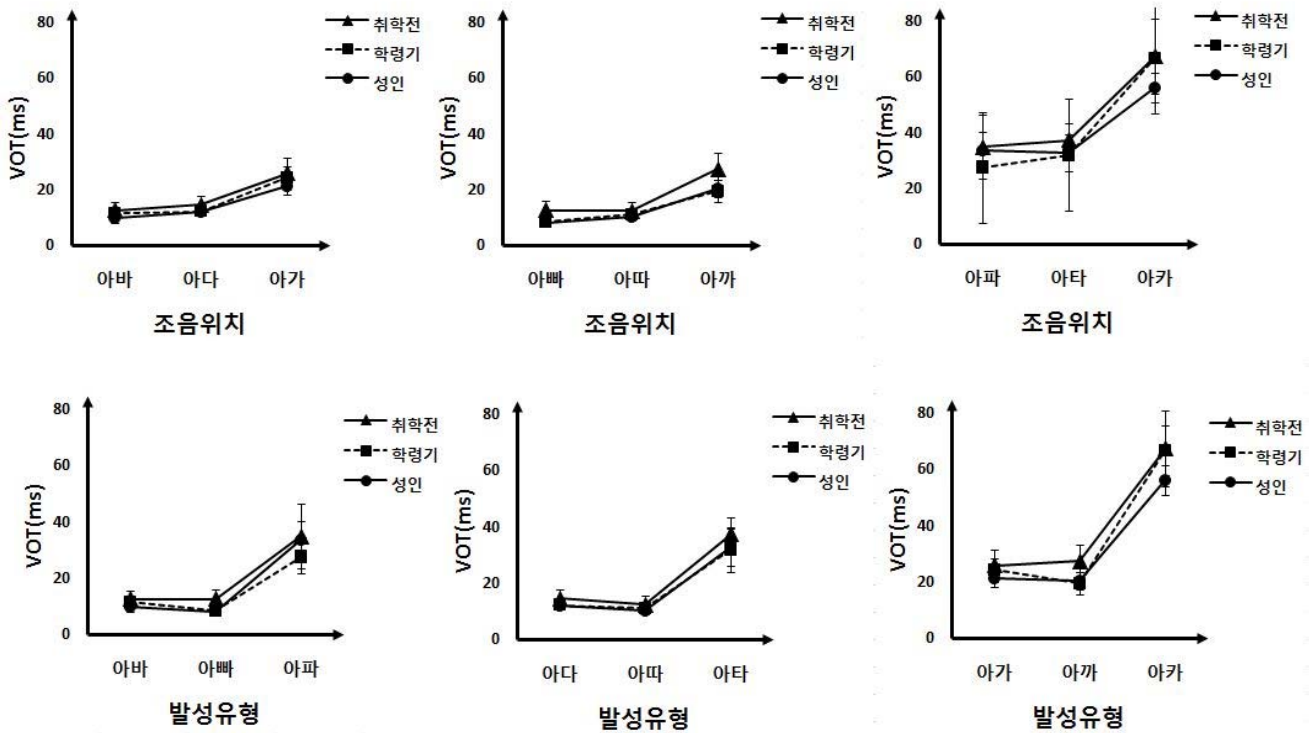 80
60
40
20
0
VOT(ms)
취학전
학령기
성인
아바 아다 아가
조음위치
80
60
40
20
0
VOT(ms)
취학전
학령기
성인
아빠 아따 아까
조음위치
80
60
40
20
0
VOT(ms)
취학전
학령기
성인
아파 아타 아카
조음위치
80
60
40
20
0
VOT(ms)
취학전
학령기
성인
아바 아빠 아파
발성유형
80
60
40
20
0
VOT(ms)
취학전
학령기
성인
아다 아따 아타
발성유형
80
60
40
20
0
VOT(ms)
취학전
학령기
성인
아가 아까 아카
발성유형